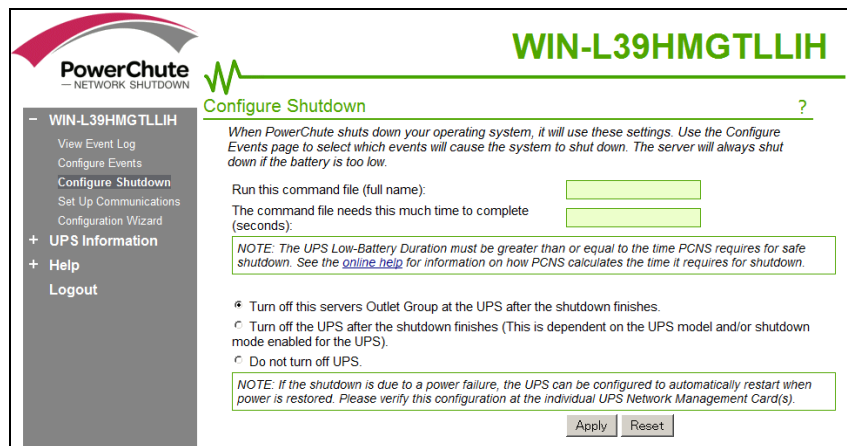 PowerChute
— NETWORK SHUTDOWN
WIN-L39HMGTLLIH
− WIN-L39HMGTLLIH
View Event Log
Configure Events
Configure Shutdown
Set Up Communications
Configuration Wizard
+ UPS Information
+ Help
Logout
Configure Shutdown ?
When PowerChute shuts down your operating system, it will use these settings. Use the Configure
Events page to select which events will cause the system to shut down. The server will always shut
down if the battery is too low.
Run this command file (full name):
The command file needs this much time to complete
(seconds):
NOTE: The UPS Low-Battery Duration must be greater than or equal to the time PCNS requires for safe
shutdown. See the online help for information on how PCNS calculates the time it requires for shutdown.
Turn off this servers Outlet Group at the UPS after the shutdown finishes.
Turn off the UPS after the shutdown finishes (This is dependent on the UPS model and/or shutdown
mode enabled for the UPS).
Do not turn off UPS.
NOTE: If the shutdown is due to a power failure, the UPS can be configured to automatically restart when
power is restored. Please verify this configuration at the individual UPS Network Management Card(s).
Apply Reset